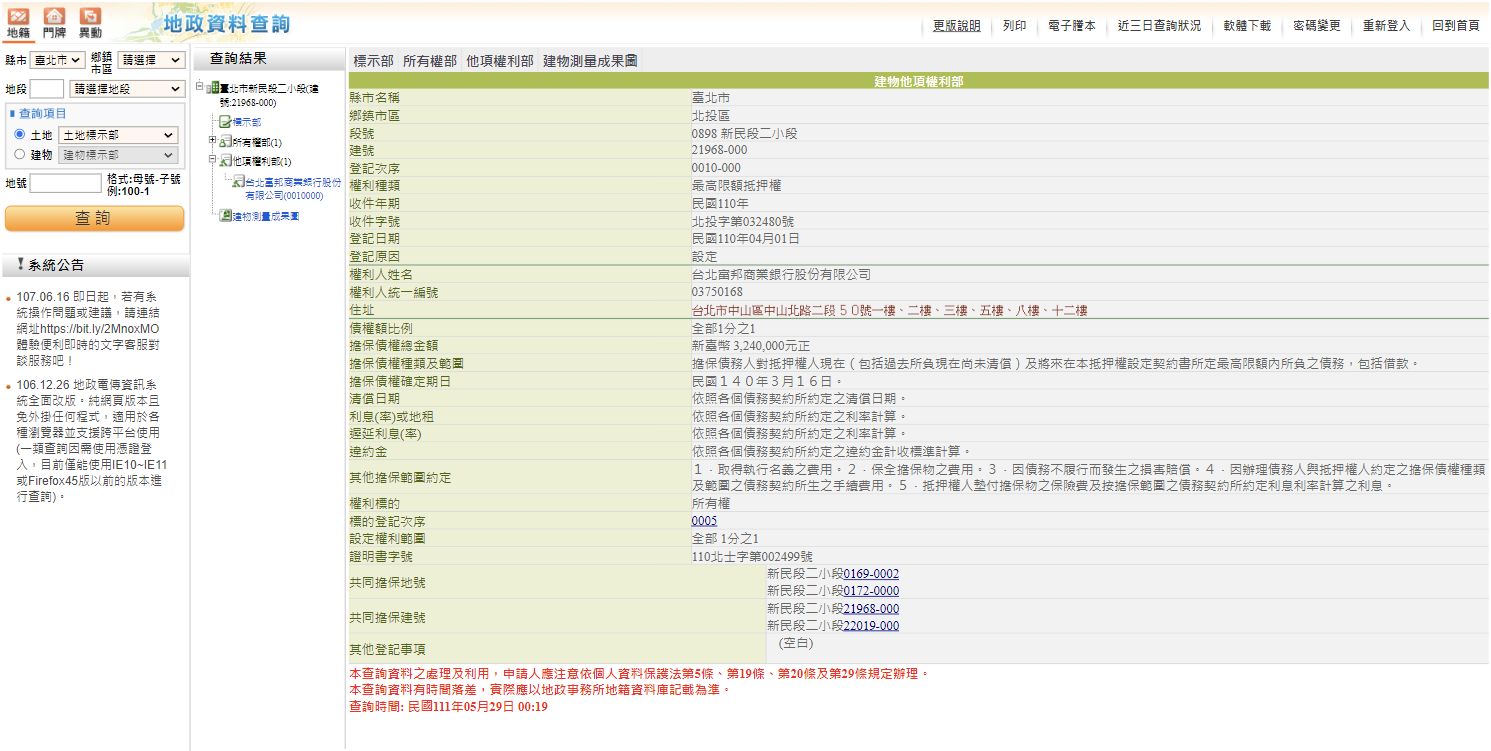 地籍 門牌 異動 地政資料查詢
更版說明 列印 電子謄本 近三日查詢狀況 軟體下載 密碼變更 重新登入 回到首頁
縣市 臺北市 鄉鎮市區 請選擇
地段 請選擇地段
查詢項目
土地 土地標示部
建物 建物標示部
地號 格式:母號-子號
例:100-1
查詢
系統公告
107.06.16 即日起，若有系
統操作問題或建議，請連結
網址https://bit.ly/2MnoxMO
體驗便利即時的文字客服對
談服務吧！
106.12.26 地政電傳資訊系
統全面改版。純網頁版本且
免外掛任何程式，適用於各
種瀏覽器並支援跨平台使用
(一類查詢因需使用憑證登
入，目前僅能使用IE10~IE11
或Firefox45版以前的版本進
行查詢)。
查詢結果
臺北市新民段二小段(建
號:21968-000)
標示部
所有權部(1)
他項權利部(1)
台北富邦商業銀行股份
有限公司(0010000)
建物測量成果圖
標示部 所有權部 他項權利部 建物測量成果圖
建物他項權利部
縣市名稱 臺北市
鄉鎮市區 北投區
段號 0898 新民段二小段
建號 21968-000
登記次序 0010-000
權利種類 最高限額抵押權
收件年期 民國110年
收件字號 北投字第032480號
登記日期 民國110年04月01日
登記原因 設定
權利人姓名 台北富邦商業銀行股份有限公司
權利人統一編號 03750168
住址 台北市中山區中山北路二段５０號一樓、二樓、三樓、五樓、八樓、十二樓
債權額比例 全部1分之1
擔保債權總金額 新臺幣 3,240,000元正
擔保債權種類及範圍 擔保債務人對抵押權人現在（包括過去所負現在尚未清償）及將來在本抵押權設定契約書所定最高限額內所負之債務，包括借款。
擔保債權確定期日 民國１４０年３月１６日。
清償日期 依照各個債務契約所約定之清償日期。
利息(率)或地租 依照各個債務契約所約定之利率計算。
遲延利息(率) 依照各個債務契約所約定之利率計算。
違約金 依照各個債務契約所約定之違約金計收標準計算。
其他擔保範圍約定 １．取得執行名義之費用。２．保全擔保物之費用。３．因債務不履行而發生之損害賠償。４．因辦理債務人與抵押權人約定之擔保債權種類
及範圍之債務契約所生之手續費用。５．抵押權人墊付擔保物之保險費及按擔保範圍之債務契約所約定利息利率計算之利息。
權利標的 所有權
標的登記次序 0005
設定權利範圍 全部 1分之1
證明書字號 110北士字第002499號
共同擔保地號 新民段二小段0169-0002
新民段二小段0172-0000
共同擔保建號 新民段二小段21968-000
新民段二小段22019-000
其他登記事項 (空白)
本查詢資料之處理及利用，申請人應注意依個人資料保護法第5條、第19條、第20條及第29條規定辦理。
本查詢資料有時間落差，實際應以地政事務所地籍資料庫記載為準。
查詢時間: 民國111年05月29日 00:19